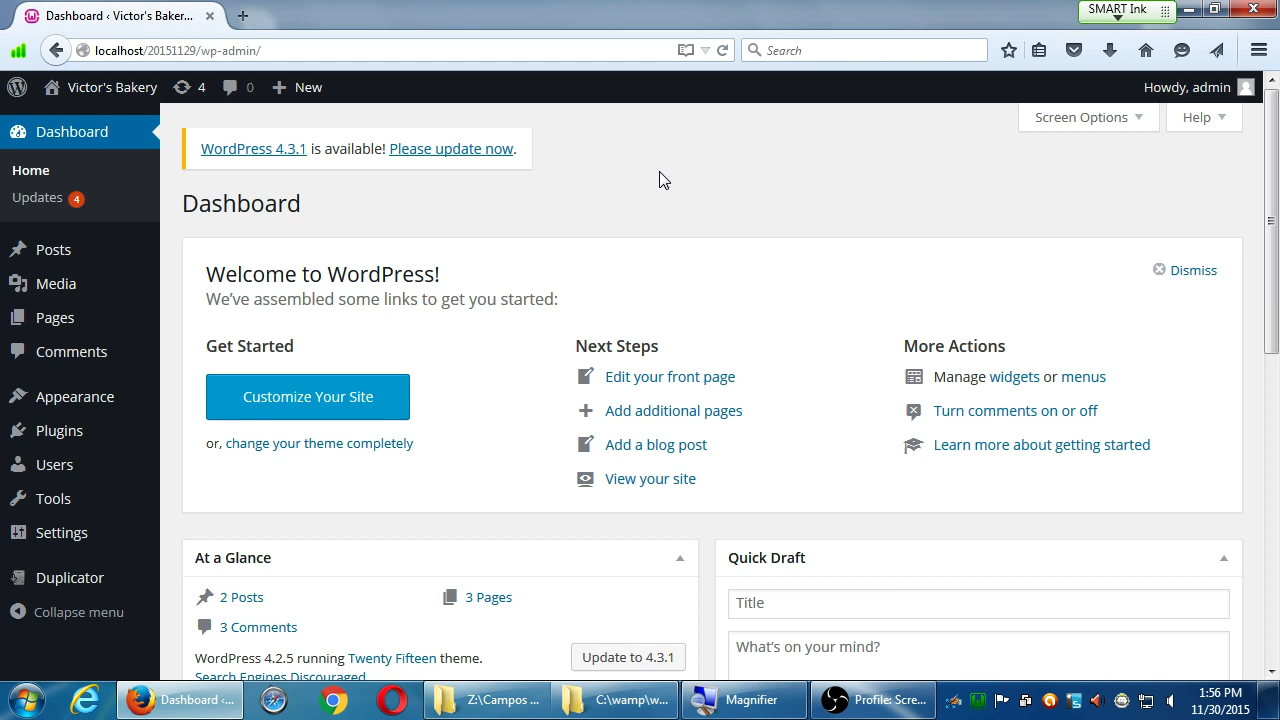 Dashboard ‹ Victor's Bakery...
SMART Ink
localhost/20151129/wp-admin/
Search
Victor's Bakery
4
0
New
Howdy, admin
Dashboard
Home
Updates 4
Posts
Media
Pages
Comments
Appearance
Plugins
Users
Tools
Settings
Duplicator
Collapse menu
Screen Options
Help
WordPress 4.3.1 is available! Please update now.
Dashboard
Welcome to WordPress!
We've assembled some links to get you started:
Dismiss
Get Started
Customize Your Site
or, change your theme completely
Next Steps
Edit your front page
Add additional pages
Add a blog post
View your site
More Actions
Manage widgets or menus
Turn comments on or off
Learn more about getting started
At a Glance
2 Posts
3 Pages
3 Comments
WordPress 4.2.5 running Twenty Fifteen theme.
Update to 4.3.1
Search Engines Discouraged
Quick Draft
Title
What's on your mind?
Dashboard ‹...
Z:\Campos ...
C:\wamp\w...
Magnifier
Profile: Scre...
1:56 PM
11/30/2015